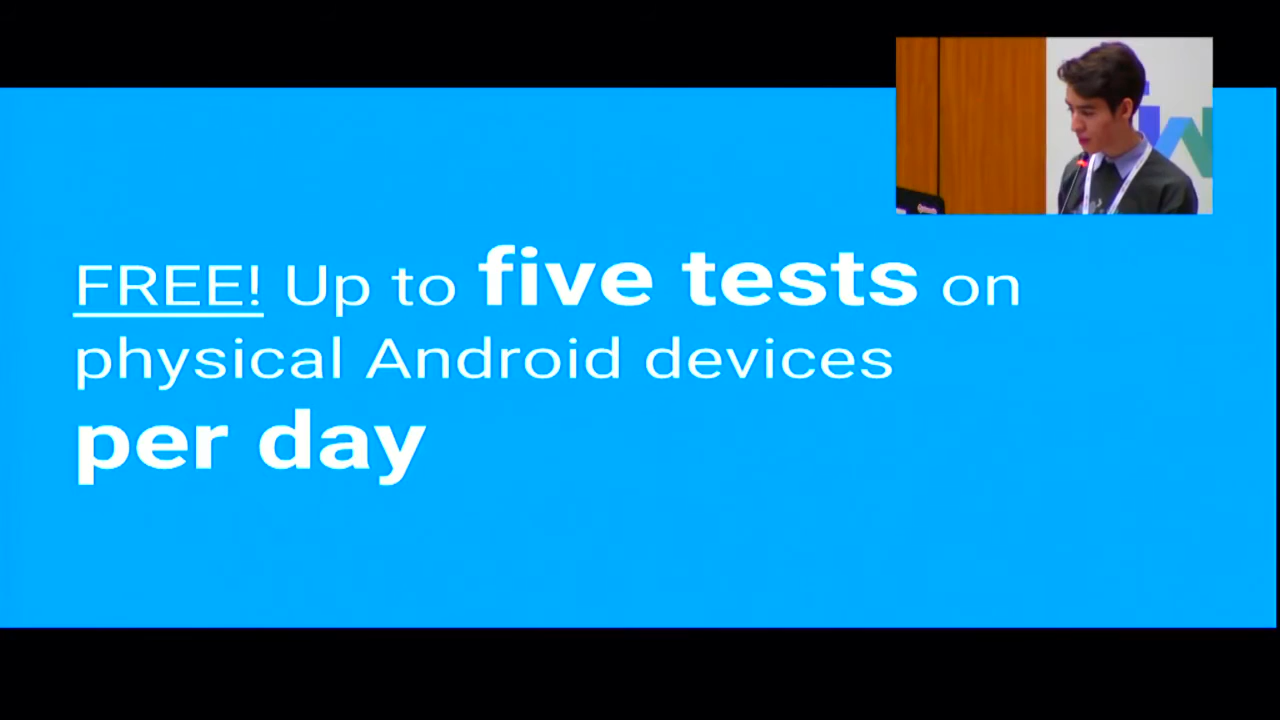 FREE! Up to five tests on
physical Android devices
per day